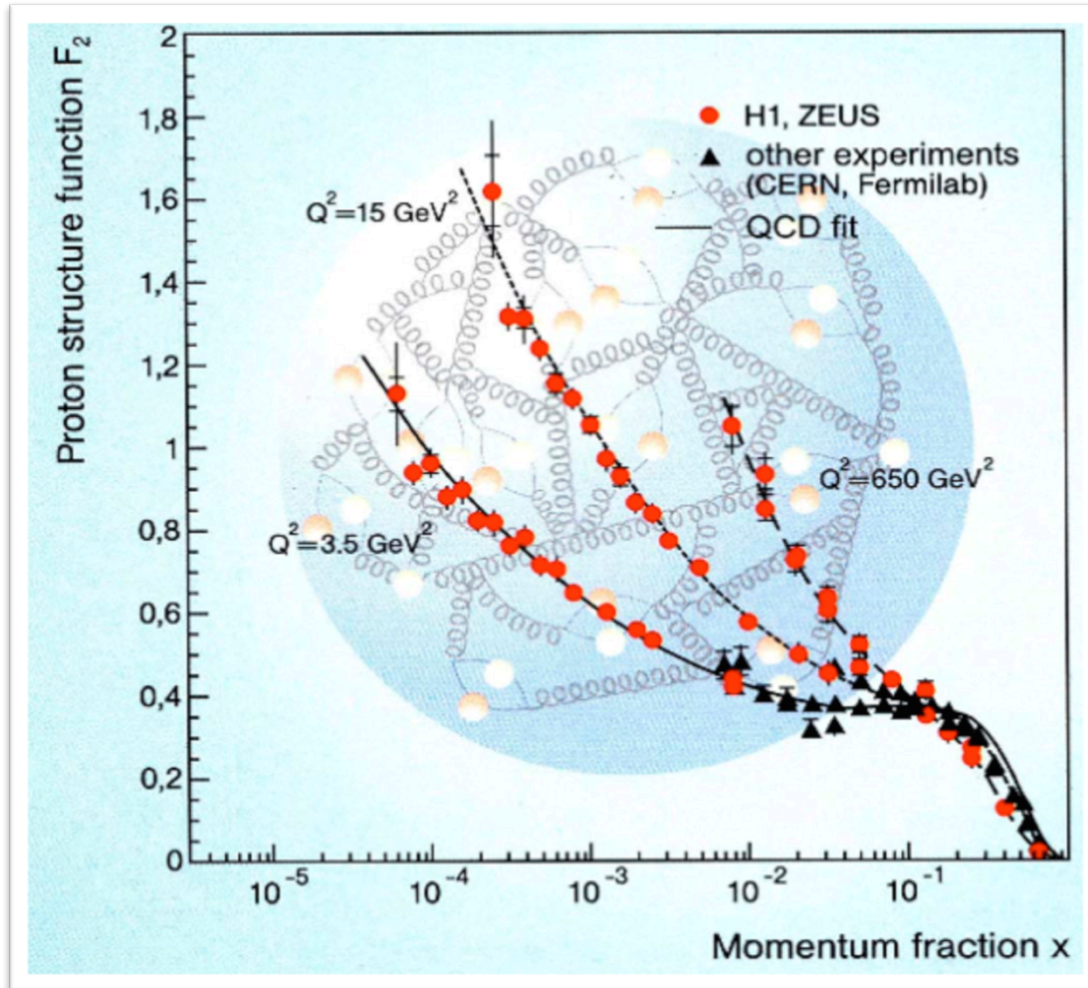 Proton structure function F₂
2
1,8
1,6
1,4
1,2
1
0,8
0,6
0,4
0,2
0
H1, ZEUS
other experiments
(CERN, Fermilab)
QCD fit
Q²=15 GeV²
Q²=650 GeV²
Q²=3.5 GeV²
10⁻⁵
10⁻⁴
10⁻³
10⁻²
10⁻¹
Momentum fraction x